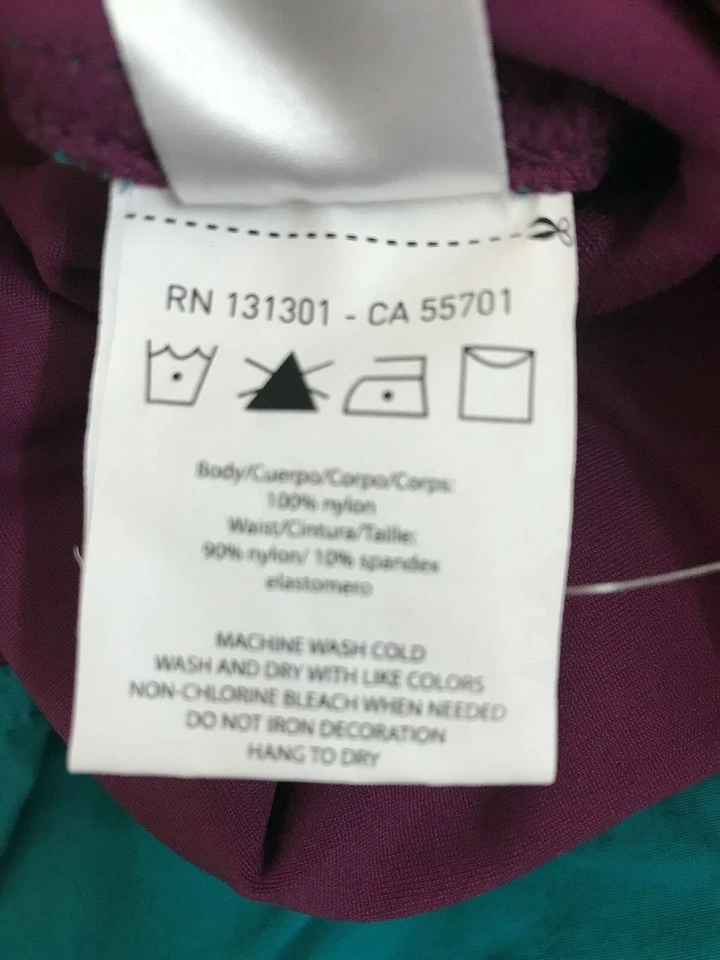 RN 131301 - CA 55701
Body/Cuerpo/Corpo/Corps:
100% nylon
Waist/Cintura/Taille:
90% nylon/ 10% spandex
elastomero
MACHINE WASH COLD
WASH AND DRY WITH LIKE COLORS
NON-CHLORINE BLEACH WHEN NEEDED
DO NOT IRON DECORATION
HANG TO DRY